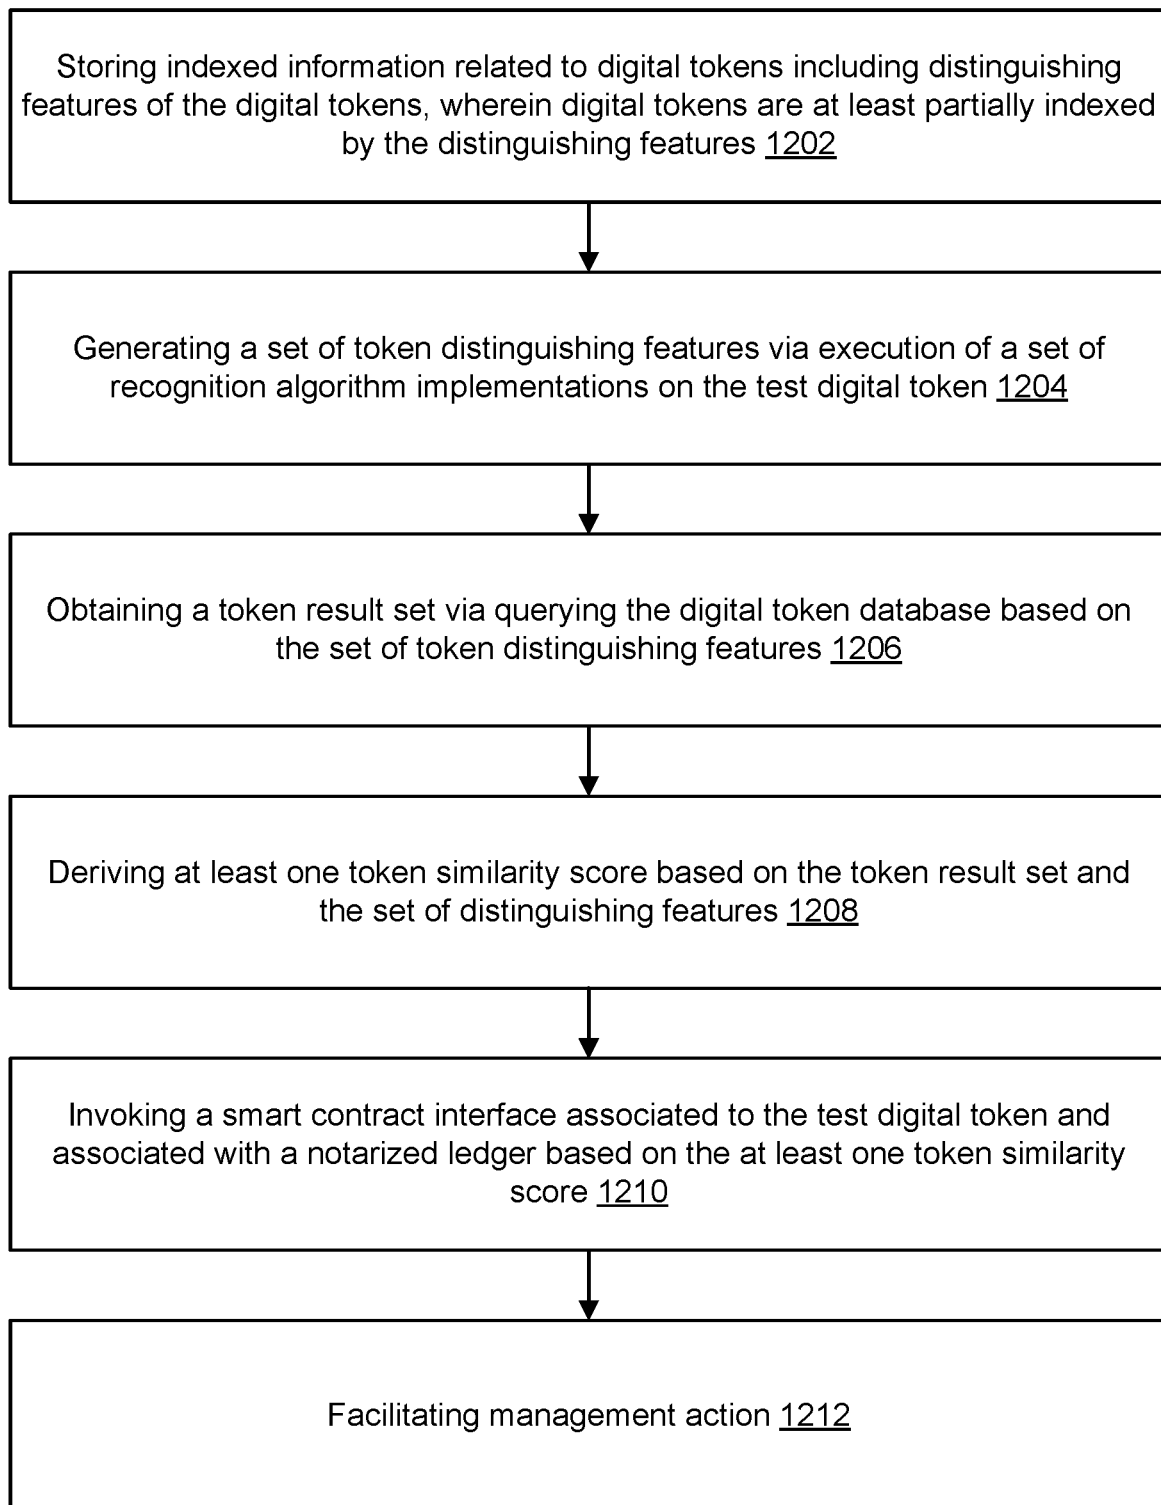 Storing indexed information related to digital tokens including distinguishing
features of the digital tokens, wherein digital tokens are at least partially indexed
by the distinguishing features 1202
Generating a set of token distinguishing features via execution of a set of
recognition algorithm implementations on the test digital token 1204
Obtaining a token result set via querying the digital token database based on
the set of token distinguishing features 1206
Deriving at least one token similarity score based on the token result set and
the set of distinguishing features 1208
Invoking a smart contract interface associated to the test digital token and
associated with a notarized ledger based on the at least one token similarity
score 1210
Facilitating management action 1212